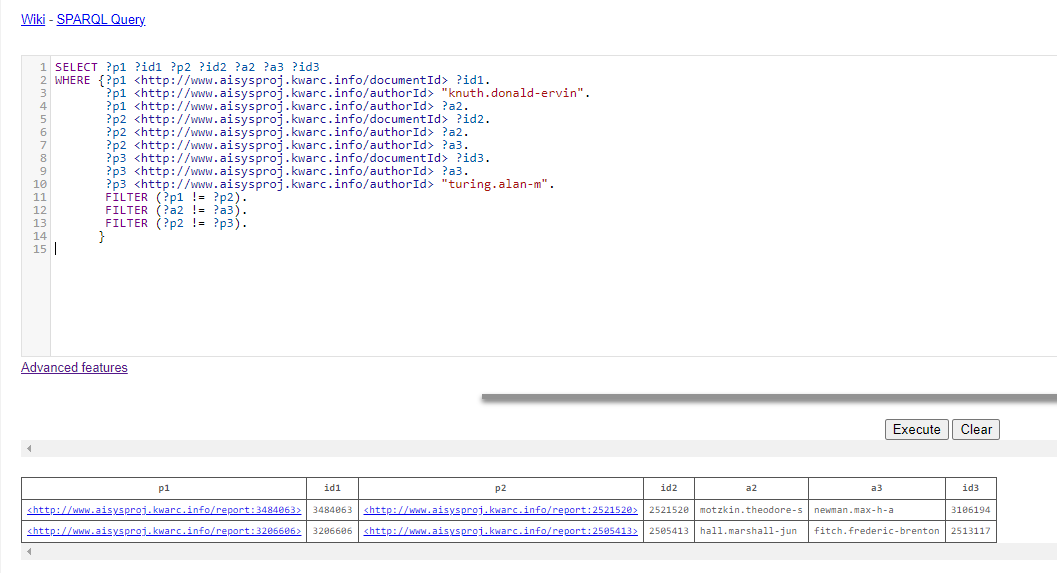 Wiki - SPARQL Query
1 SELECT ?p1 ?id1 ?p2 ?id2 ?a2 ?a3 ?id3
2 WHERE {?p1 <http://www.aisysproj.kwarc.info/documentId> ?id1.
3 ?p1 <http://www.aisysproj.kwarc.info/authorId> "knuth.donald-ervin".
4 ?p1 <http://www.aisysproj.kwarc.info/authorId> ?a2.
5 ?p2 <http://www.aisysproj.kwarc.info/documentId> ?id2.
6 ?p2 <http://www.aisysproj.kwarc.info/authorId> ?a2.
7 ?p2 <http://www.aisysproj.kwarc.info/authorId> ?a3.
8 ?p3 <http://www.aisysproj.kwarc.info/documentId> ?id3.
9 ?p3 <http://www.aisysproj.kwarc.info/authorId> ?a3.
10 ?p3 <http://www.aisysproj.kwarc.info/authorId> "turing.alan-m".
11 FILTER (?p1 != ?p2).
12 FILTER (?a2 != ?a3).
13 FILTER (?p2 != ?p3).
14 }
15
Advanced features
Execute Clear
p1 id1 p2 id2 a2 a3 id3
<http://www.aisysproj.kwarc.info/report:3484063> 3484063 <http://www.aisysproj.kwarc.info/report:2521520> 2521520 motzkin.theodore-s newman.max-h-a 3106194
<http://www.aisysproj.kwarc.info/report:3206606> 3206606 <http://www.aisysproj.kwarc.info/report:2505413> 2505413 hall.marshall-jun fitch.frederic-brenton 2513117